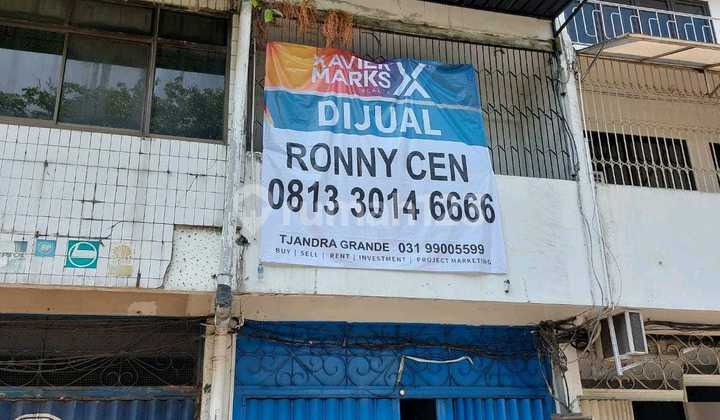 XAVIER
MARKS
DIJUAL
RONNY CEN
0813 3014 6666
TJANDRA GRANDE 031 99005599
BUY | SELL | RENT | INVESTMENT | PROJECT MARKETING